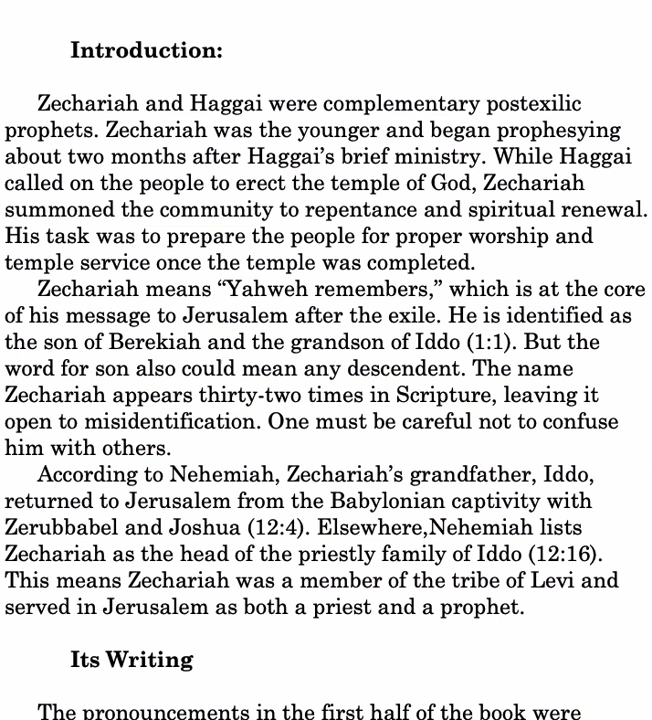 Introduction:
Zechariah and Haggai were complementary postexilic
prophets. Zechariah was the younger and began prophesying
about two months after Haggai’s brief ministry. While Haggai
called on the people to erect the temple of God, Zechariah
summoned the community to repentance and spiritual renewal.
His task was to prepare the people for proper worship and
temple service once the temple was completed.
Zechariah means “Yahweh remembers,” which is at the core
of his message to Jerusalem after the exile. He is identified as
the son of Berekiah and the grandson of Iddo (1:1). But the
word for son also could mean any descendent. The name
Zechariah appears thirty-two times in Scripture, leaving it
open to misidentification. One must be careful not to confuse
him with others.
According to Nehemiah, Zechariah’s grandfather, Iddo,
returned to Jerusalem from the Babylonian captivity with
Zerubbabel and Joshua (12:4). Elsewhere,Nehemiah lists
Zechariah as the head of the priestly family of Iddo (12:16).
This means Zechariah was a member of the tribe of Levi and
served in Jerusalem as both a priest and a prophet.
Its Writing
The pronouncements in the first half of the book were